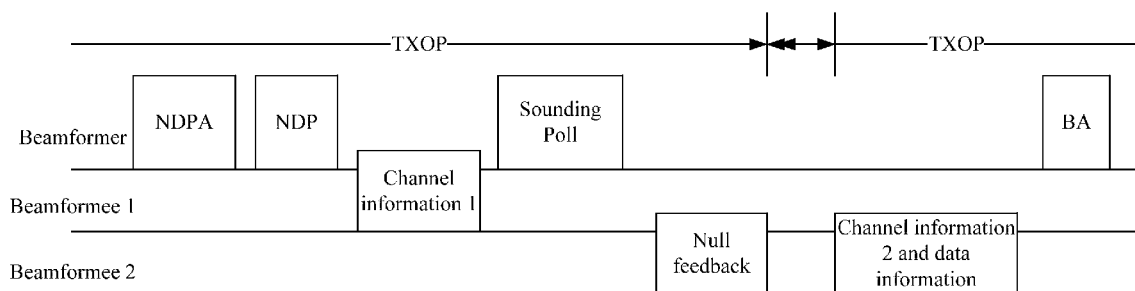 TXOP
TXOP
Beamformer
NDPA
NDP
Sounding
Poll
BA
Beamformee 1
Channel
information 1
Beamformee 2
Null
feedback
Channel information
2 and data
information